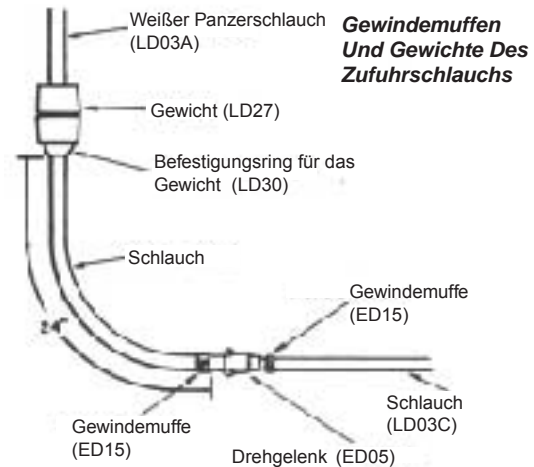 Weißer Panzerschlauch
(LD03A)
Gewindemuffen
Und Gewichte Des
Zufuhrschlauchs
Gewicht (LD27)
Befestigungsring für das
Gewicht (LD30)
Schlauch
24"
Gewindemuffe
(ED15)
Schlauch
(LD03C)
Gewindemuffe
(ED15)
Drehgelenk (ED05)